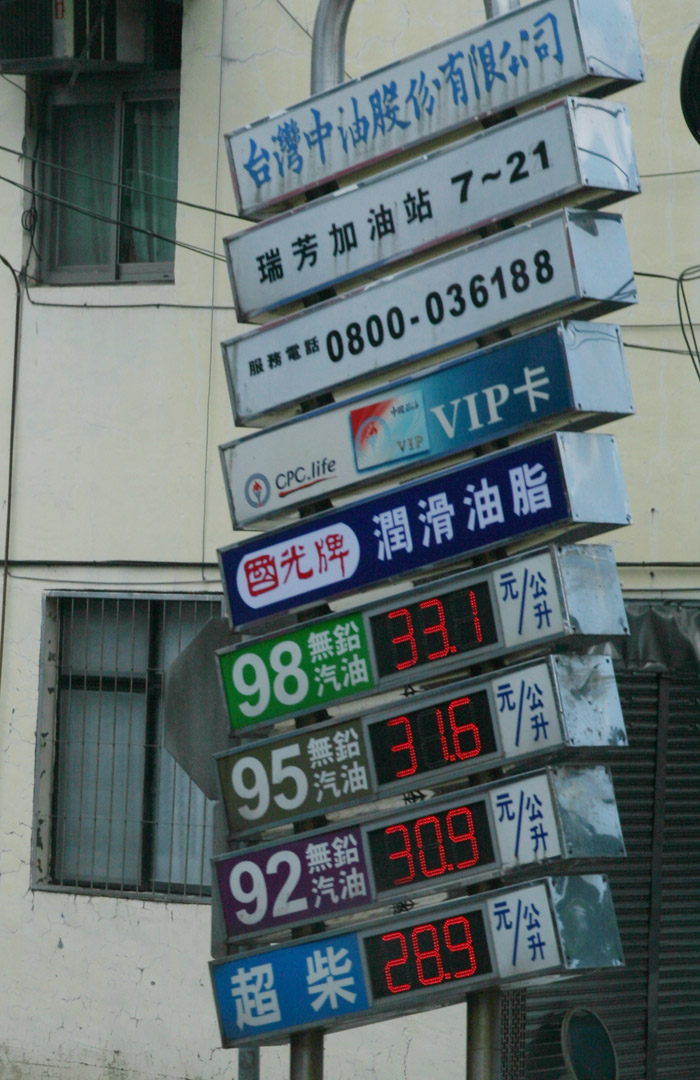 台灣中油股份有限公司
瑞芳加油站 7~21
服務電話 0800-036188
CPC.life VIP VIP卡
國光牌 潤滑油脂
98 無鉛汽油 33.1 元/公升
95 無鉛汽油 31.6 元/公升
92 無鉛汽油 30.9 元/公升
超柴 28.9 元/公升